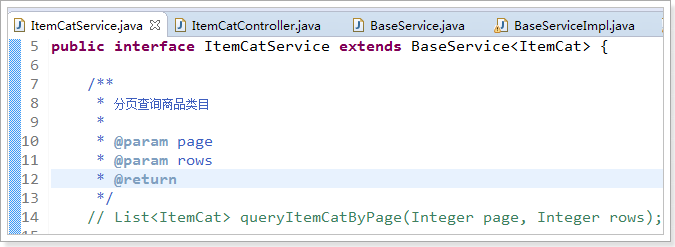 ItemCatService.java ItemCatController.java BaseService.java BaseServiceImpl.java
5 public interface ItemCatService extends BaseService<ItemCat> {
6
7 /**
8 * 分页查询商品类目
9 *
10 * @param page
11 * @param rows
12 * @return
13 */
14 // List<ItemCat> queryItemCatByPage(Integer page, Integer rows);
15